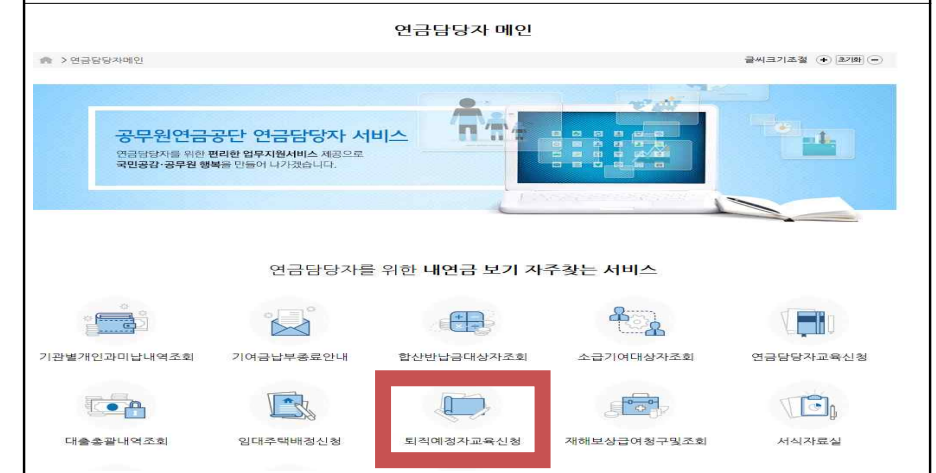 연금담당자 메인
> 연금담당자메인
글씨크기조절 + 초기화 -
공무원연금공단 연금담당자 서비스
연금담당자를 위한 편리한 업무지원서비스 제공으로
국민공감·공무원 행복을 만들어 나가겠습니다.
연금담당자를 위한 내연금 보기 자주찾는 서비스
기관별개인과미납내역조회 기여금납부종료안내 합산반납금대상자조회 소급기여대상자조회 연금담당자교육신청
대출총괄내역조회 임대주택배정신청 퇴직예정자교육신청 재해보상급여청구및조회 서식자료실